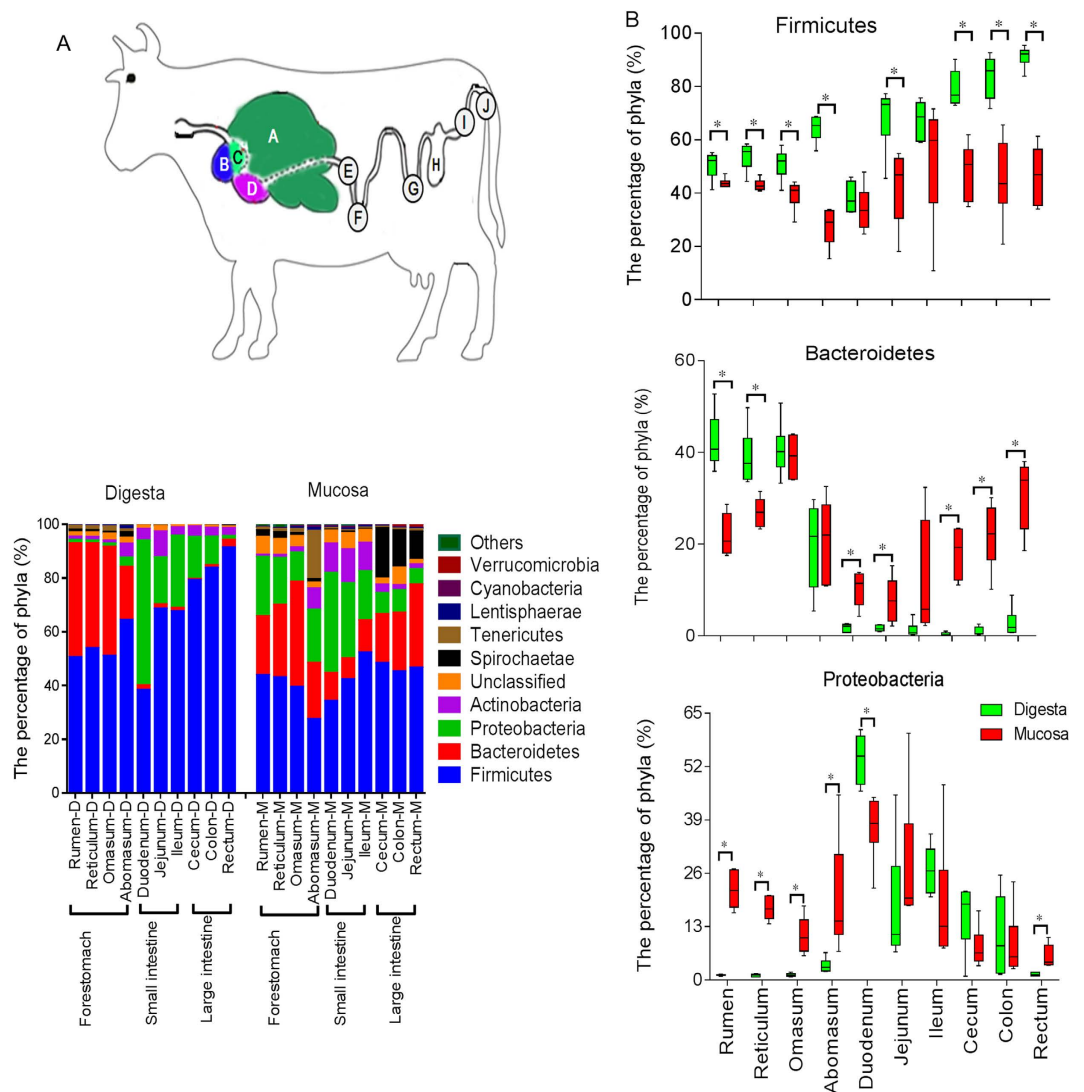 A
A
B
C
D
E
F
G
H
I
J
Digesta
Mucosa
The percentage of phyla (%)
100
80
60
40
20
0
Rumen-D
Reticulum-D
Omasum-D
Abomasum-D
Duodenum-D
Jejunum-D
Ileum-D
Cecum-D
Colon-D
Rectum-D
Rumen-M
Reticulum-M
Omasum-M
Abomasum-M
Duodenum-M
Jejunum-M
Ileum-M
Cecum-M
Colon-M
Rectum-M
Forestomach
Small intestine
Large intestine
Forestomach
Small intestine
Large intestine
Others
Verrucomicrobia
Cyanobacteria
Lentisphaerae
Tenericutes
Spirochaetae
Unclassified
Actinobacteria
Proteobacteria
Bacteroidetes
Firmicutes
B
Firmicutes
The percentage of phyla (%)
100
80
60
40
20
0
* * * * * * * *
Bacteroidetes
The percentage of phyla (%)
60
40
20
0
* * * * * * *
Proteobacteria
The percentage of phyla (%)
65
52
39
26
13
0
* * * * * *
Digesta
Mucosa
Rumen
Reticulum
Omasum
Abomasum
Duodenum
Jejunum
Ileum
Cecum
Colon
Rectum